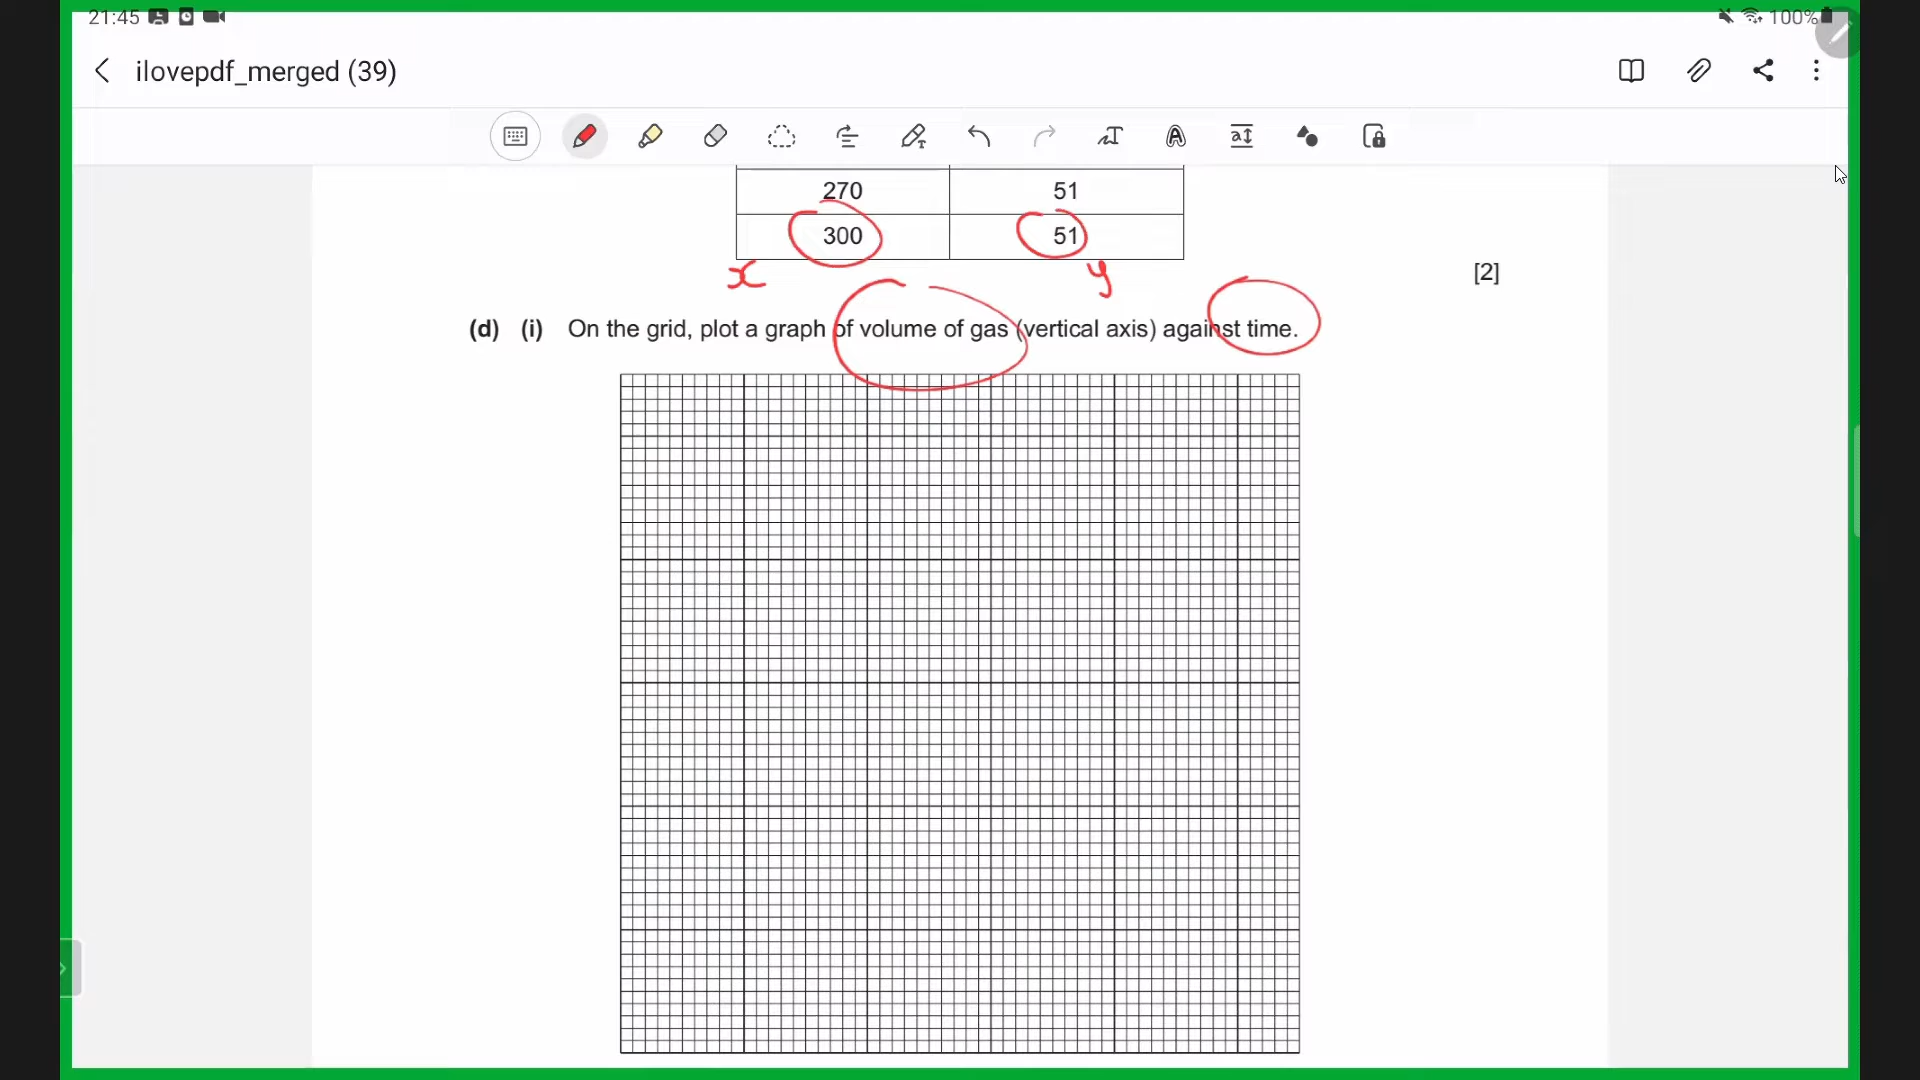 21:45 100%
ilovepdf_merged (39)
270 51
300 51
x y
[2]
(d) (i) On the grid, plot a graph of volume of gas (vertical axis) against time.